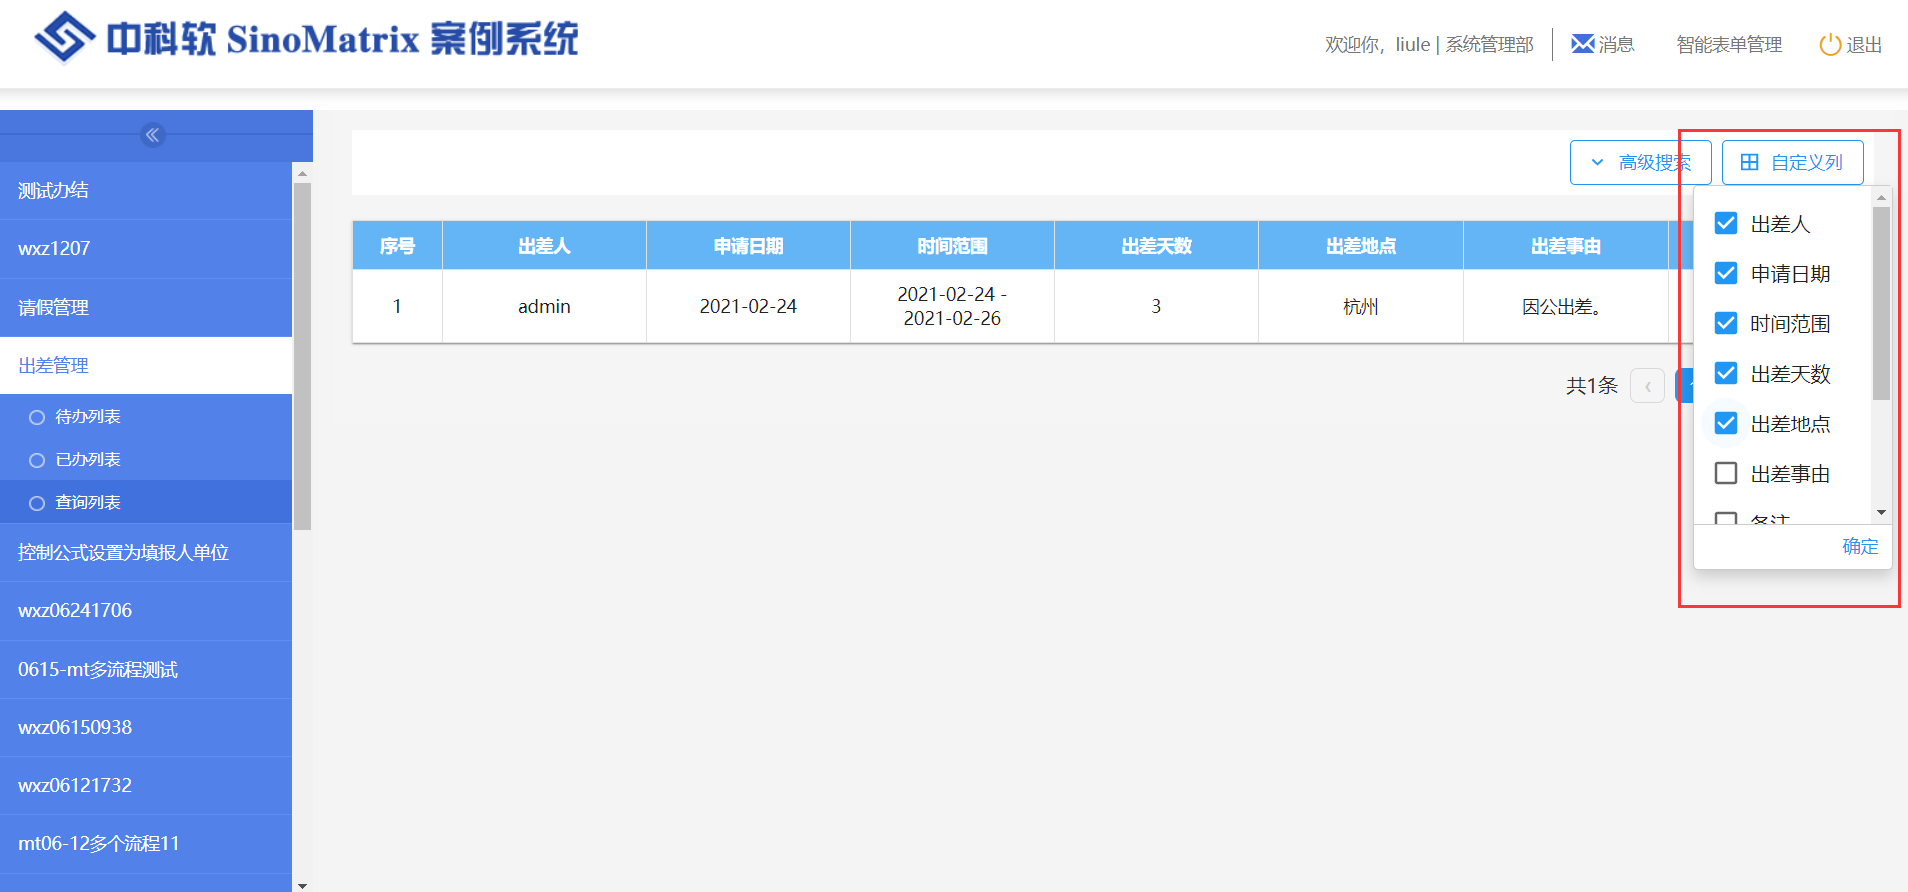 中科软 SinoMatrix 案例系统
欢迎你，liule | 系统管理部
消息
智能表单管理
退出
测试办结
wxz1207
请假管理
出差管理
待办列表
已办列表
查询列表
控制公式设置为填报人单位
wxz06241706
0615-mt多流程测试
wxz06150938
wxz06121732
mt06-12多个流程11
高级搜索
自定义列
序号 出差人 申请日期 时间范围 出差天数 出差地点 出差事由
1 admin 2021-02-24 2021-02-24 - 2021-02-26 3 杭州 因公出差。
共1条
出差人
申请日期
时间范围
出差天数
出差地点
出差事由
备注
确定